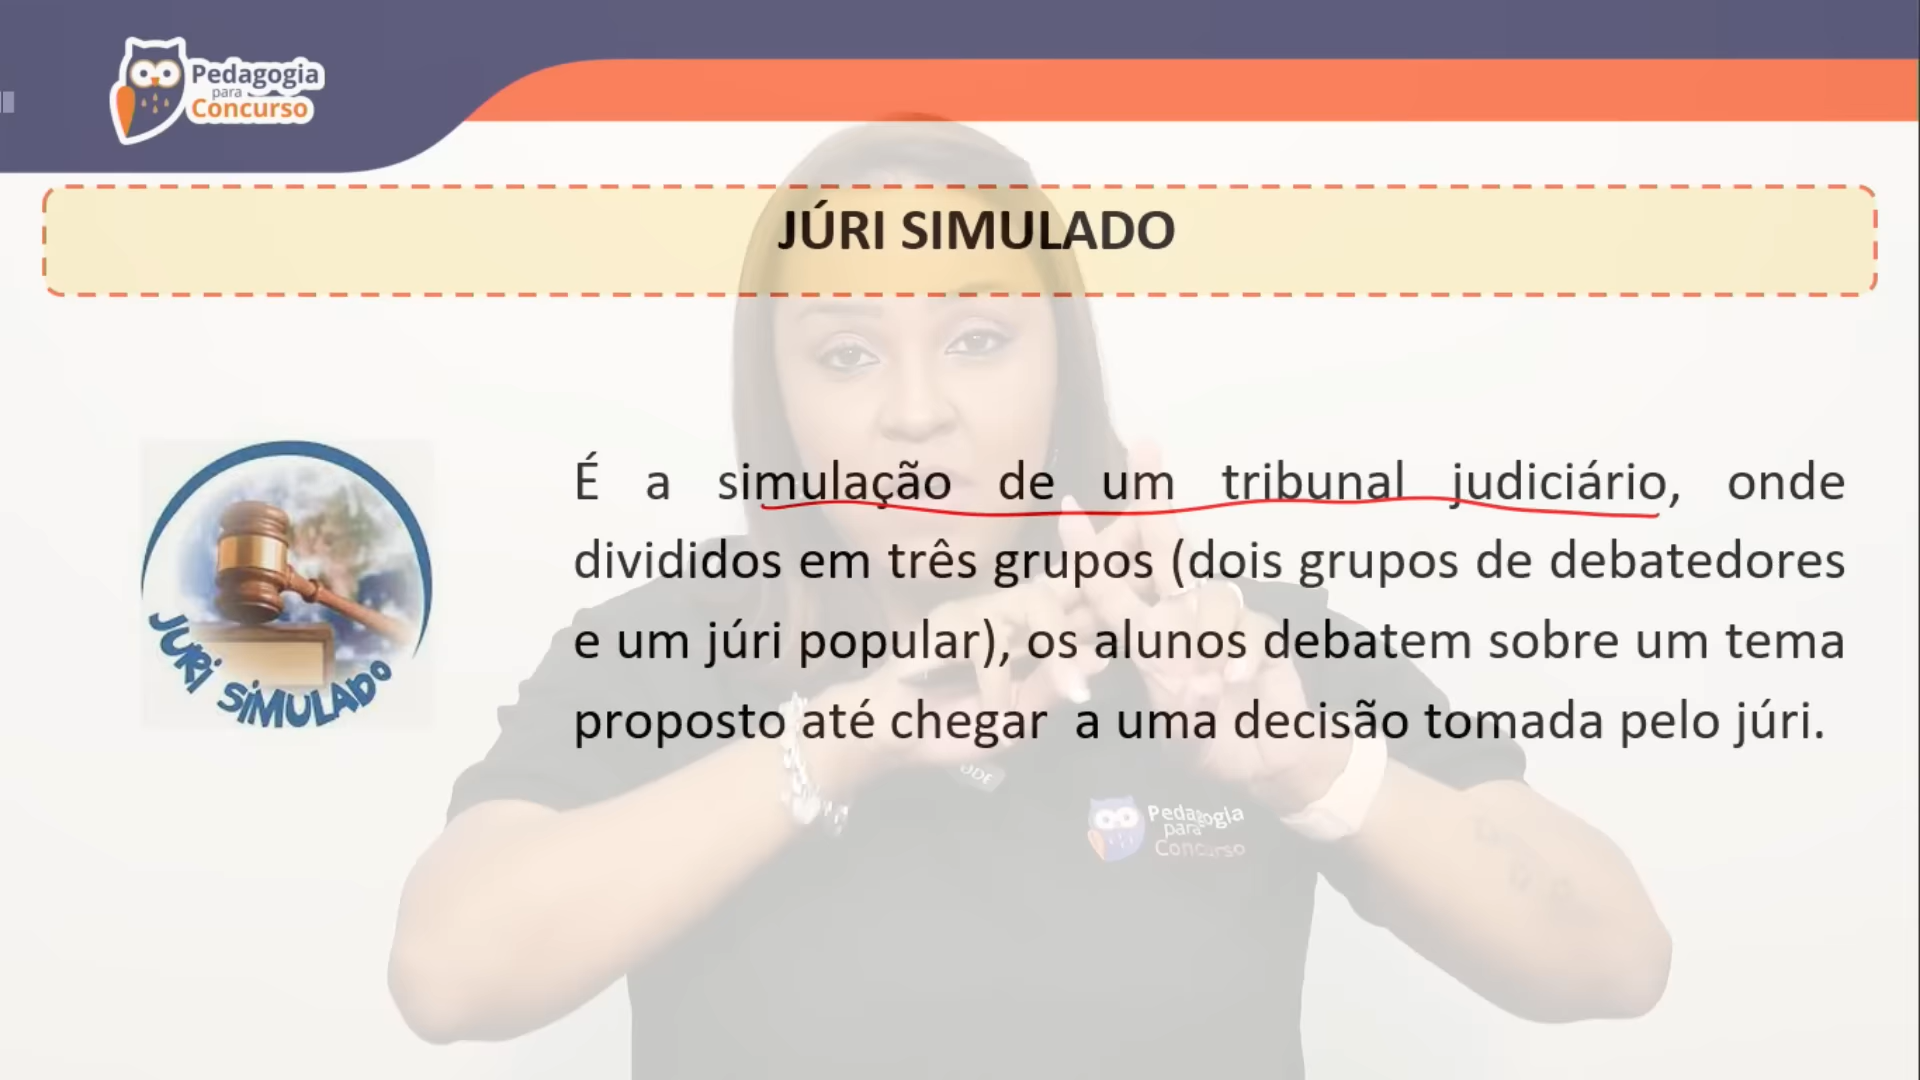 Pedagogia
para
Concurso
JÚRI SIMULADO
É a simulação de um tribunal judiciário, onde
divididos em três grupos (dois grupos de debatedores
e um júri popular), os alunos debatem sobre um tema
proposto até chegar a uma decisão tomada pelo júri.
JÚRI SIMULADO
Pedagogia
para
Concurso